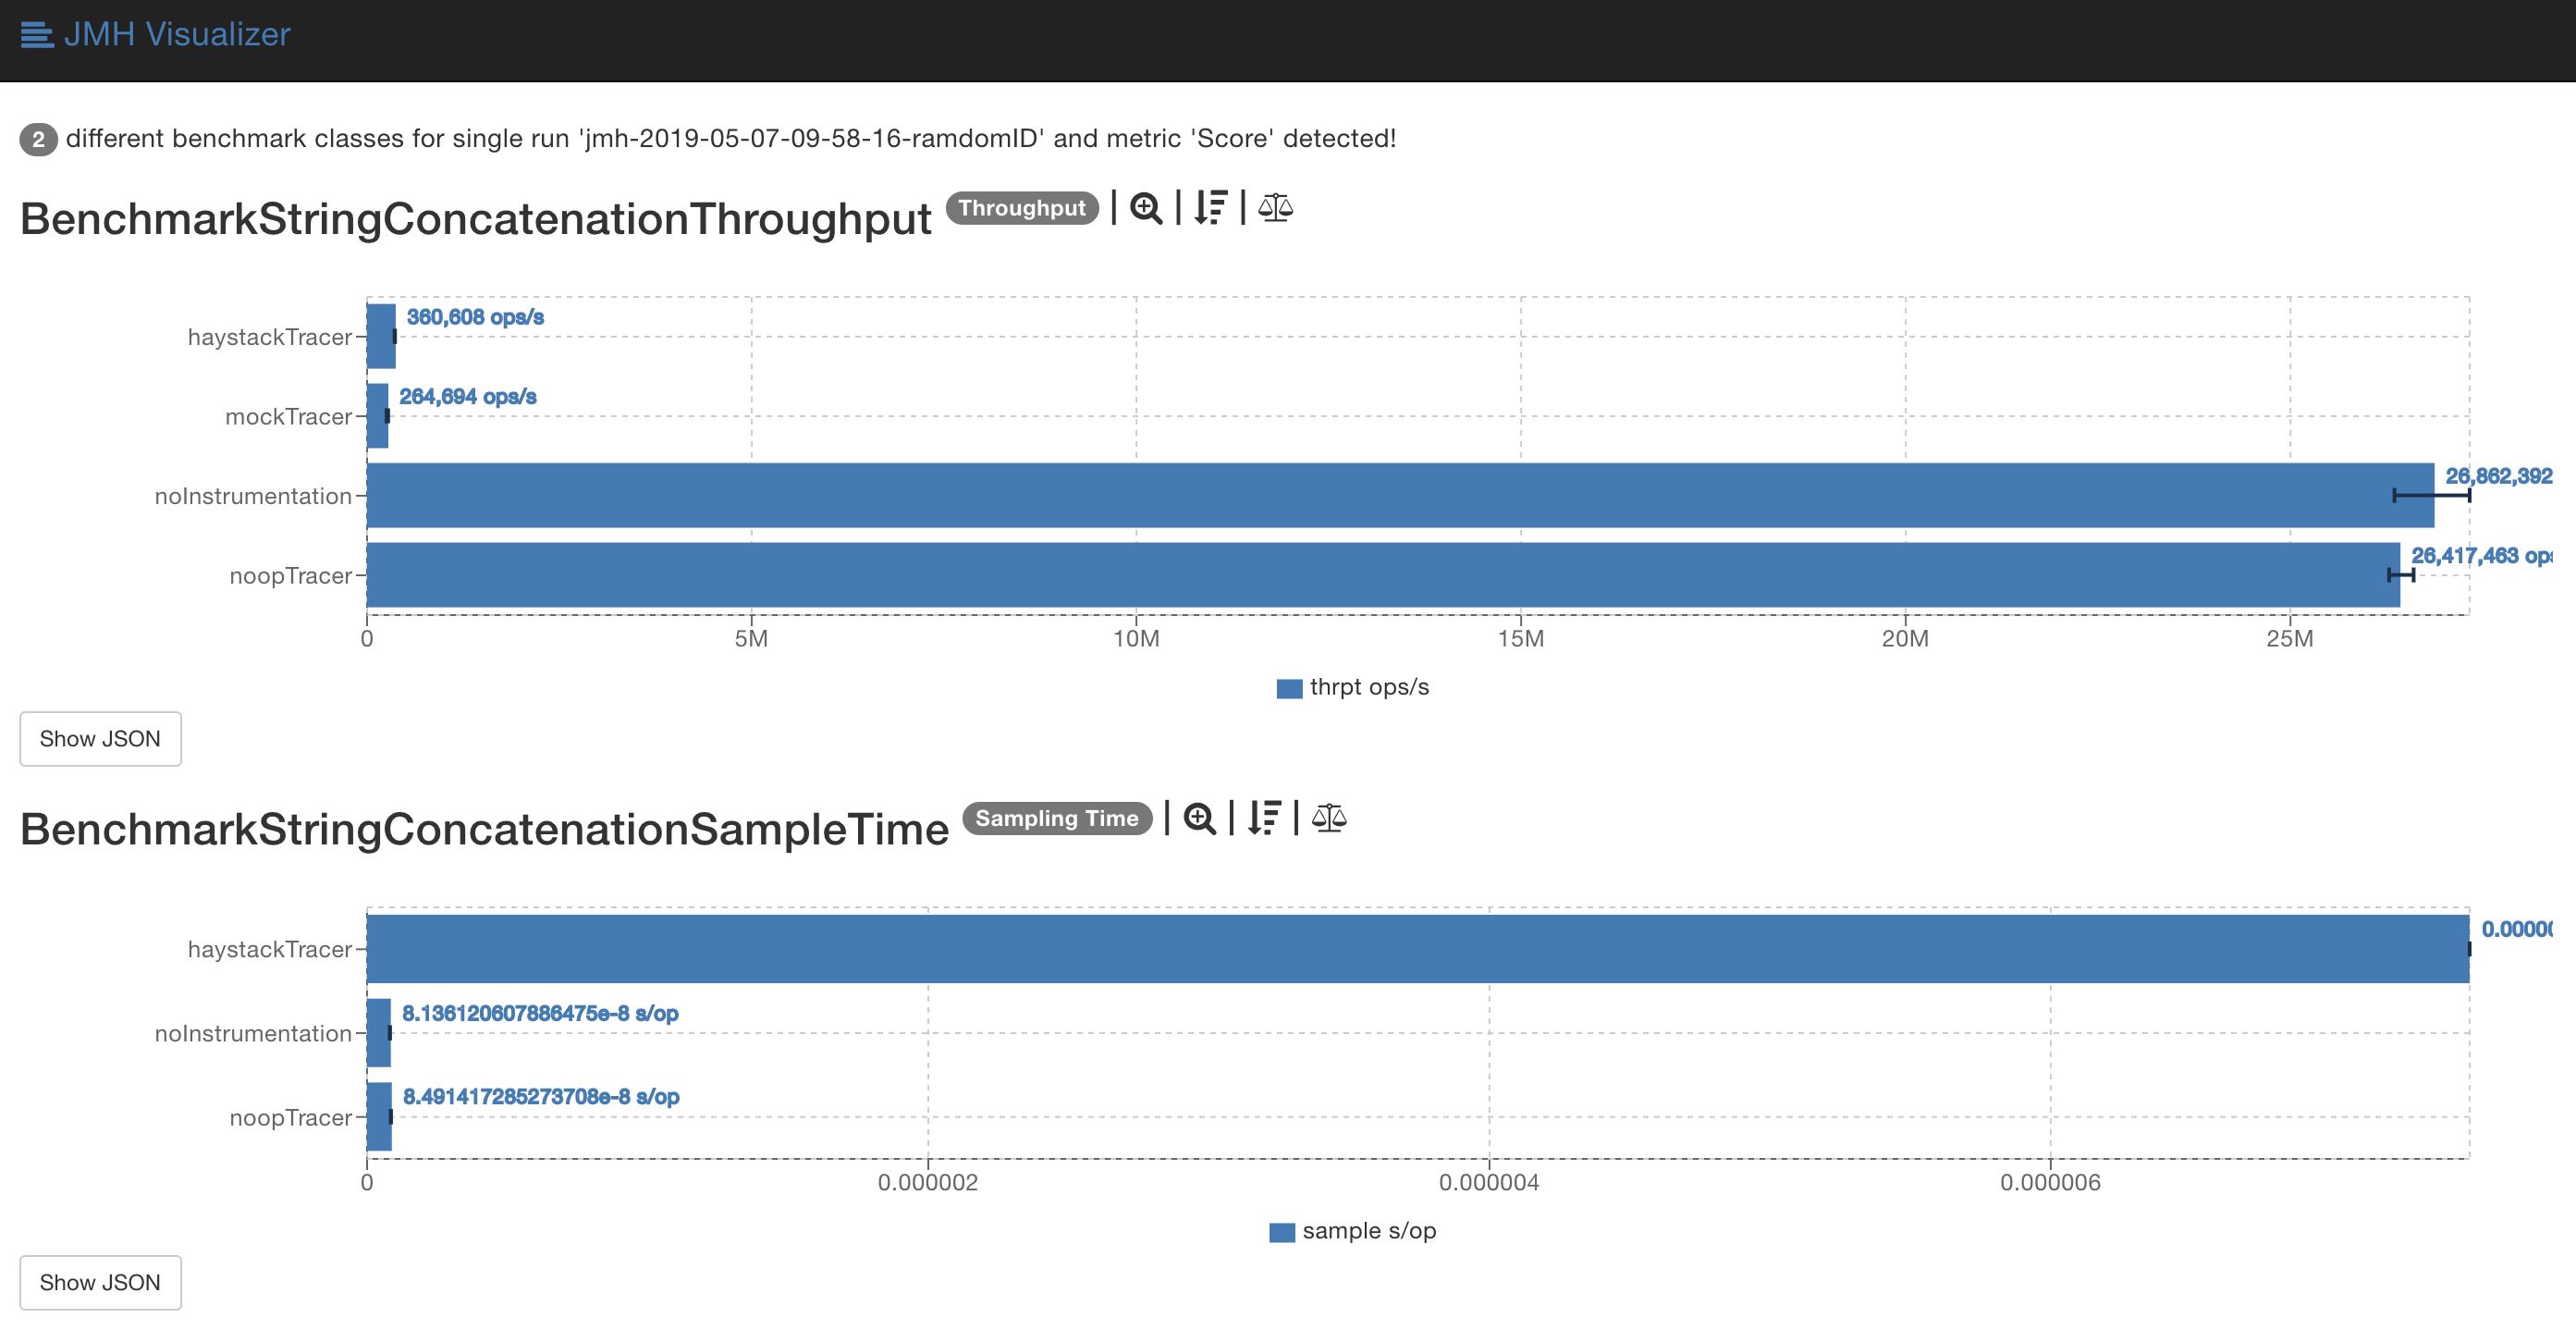 JMH Visualizer
2 different benchmark classes for single run 'jmh-2019-05-07-09-58-16-ramdomID' and metric 'Score' detected!
BenchmarkStringConcatenationThroughput Throughput
haystackTracer 360,608 ops/s
mockTracer 264,694 ops/s
noInstrumentation 26,862,392
noopTracer 26,417,463 ops
0 5M 10M 15M 20M 25M
thrpt ops/s
Show JSON
BenchmarkStringConcatenationSampleTime Sampling Time
haystackTracer 0.00000
noInstrumentation 8.136120607886475e-8 s/op
noopTracer 8.491417285273708e-8 s/op
0 0.000002 0.000004 0.000006
sample s/op
Show JSON